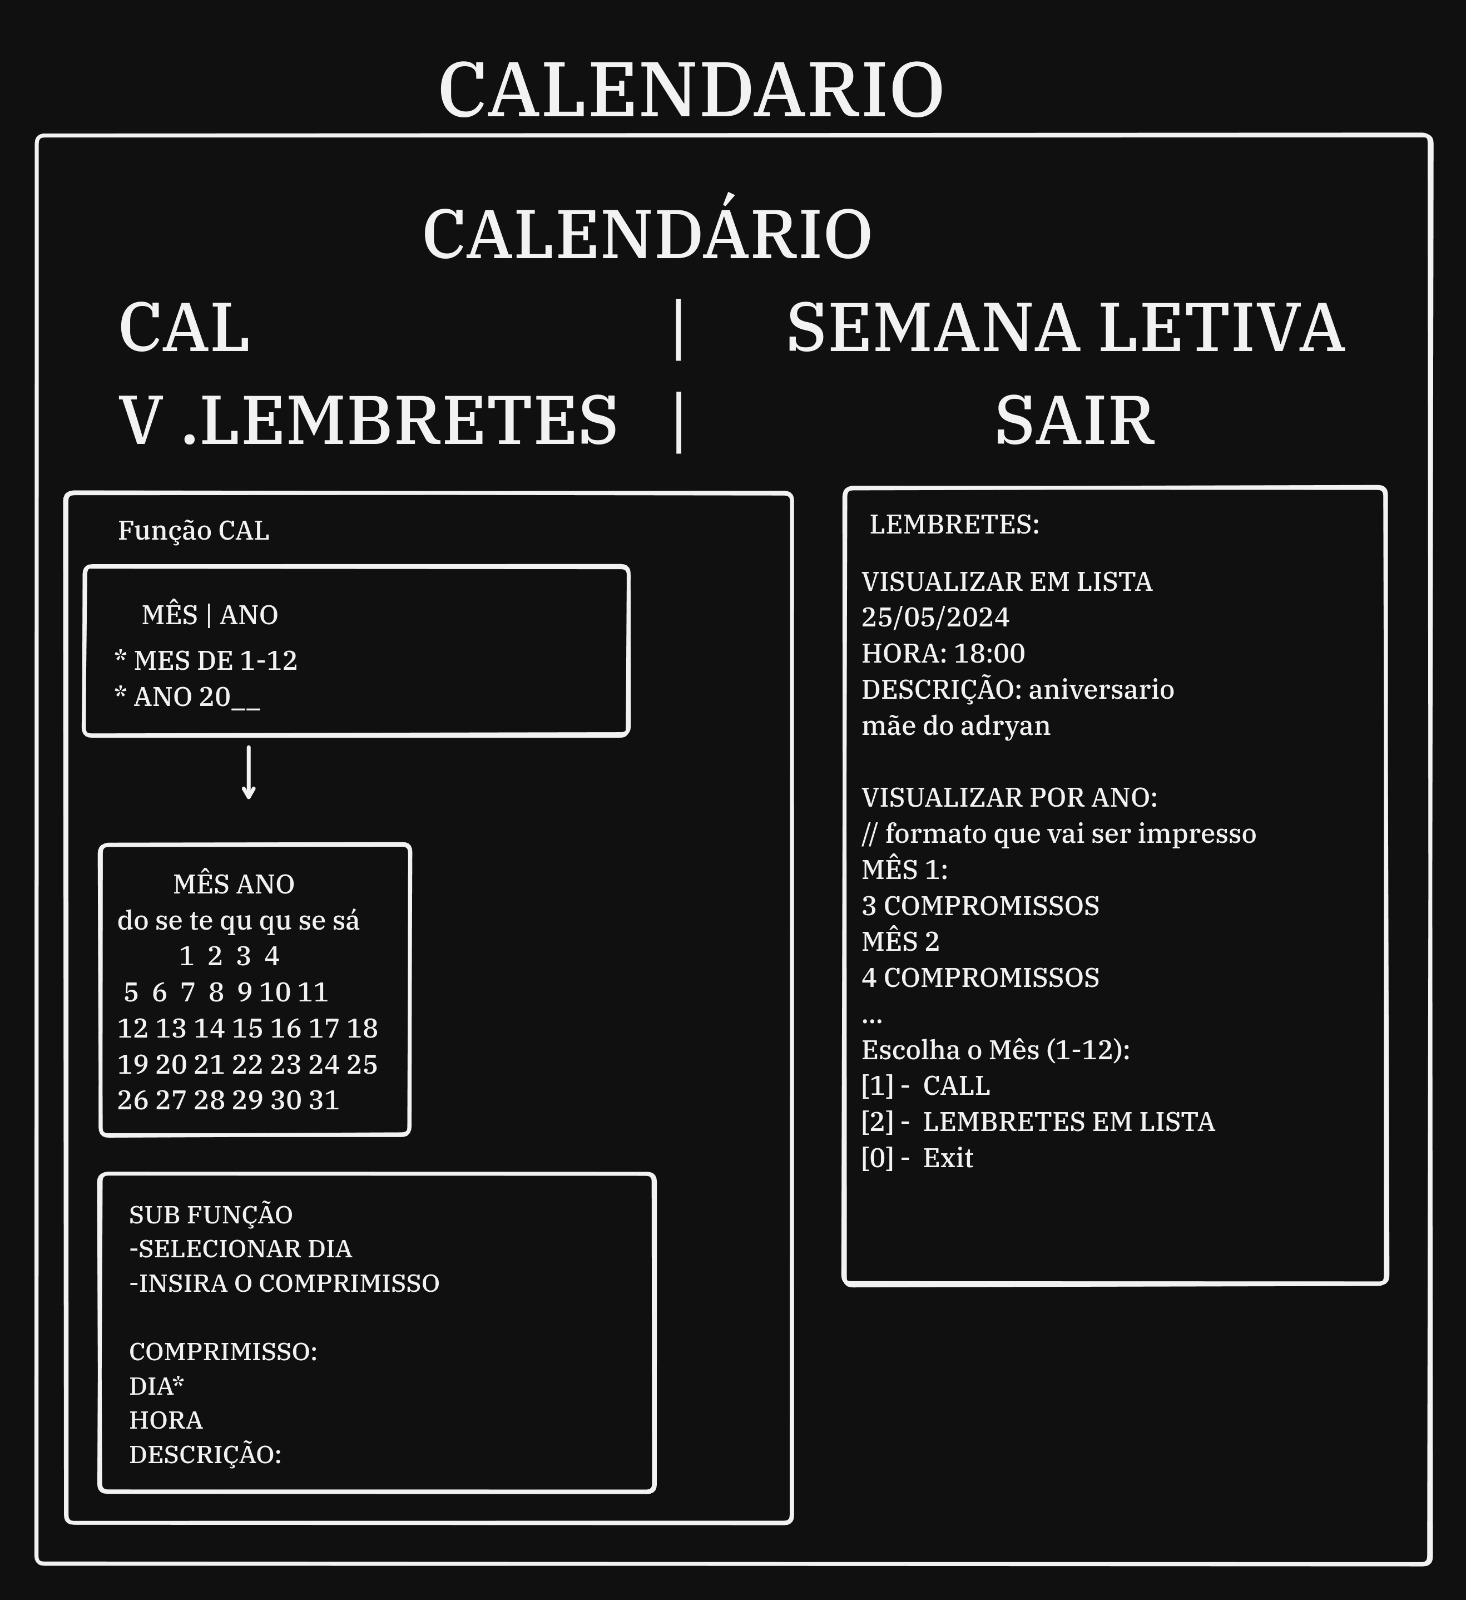 CALENDARIO
CALENDÁRIO
CAL | SEMANA LETIVA
V .LEMBRETES | SAIR
Função CAL
MÊS | ANO
* MES DE 1-12
* ANO 20__
MÊS ANO
do se te qu qu se sá
1 2 3 4
5 6 7 8 9 10 11
12 13 14 15 16 17 18
19 20 21 22 23 24 25
26 27 28 29 30 31
SUB FUNÇÃO
-SELECIONAR DIA
-INSIRA O COMPRIMISSO
COMPRIMISSO:
DIA*
HORA
DESCRIÇÃO:
LEMBRETES:
VISUALIZAR EM LISTA
25/05/2024
HORA: 18:00
DESCRIÇÃO: aniversario
mãe do adryan
VISUALIZAR POR ANO:
// formato que vai ser impresso
MÊS 1:
3 COMPROMISSOS
MÊS 2
4 COMPROMISSOS
...
Escolha o Mês (1-12):
[1] - CALL
[2] - LEMBRETES EM LISTA
[0] - Exit